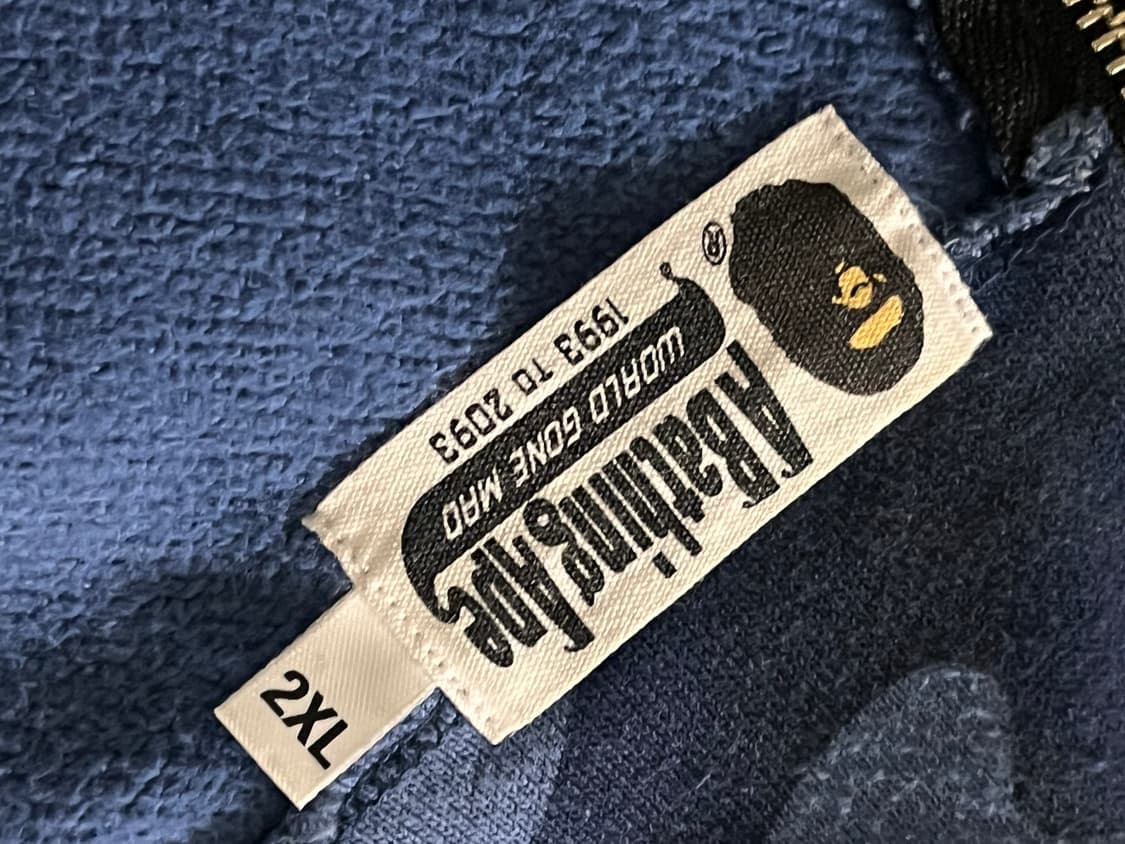 ®
A Bathing Ape
WORLD GONE MAD
1993 TO 2093
2XL